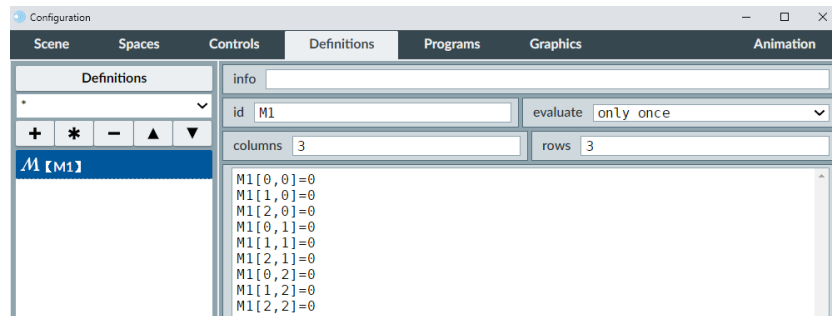 Configuration
Scene Spaces Controls Definitions Programs Graphics Animation
Definitions
*
+ * − ▲ ▼
M【M1】
info
id M1 evaluate only once
columns 3 rows 3
M1[0,0]=0
M1[1,0]=0
M1[2,0]=0
M1[0,1]=0
M1[1,1]=0
M1[2,1]=0
M1[0,2]=0
M1[1,2]=0
M1[2,2]=0